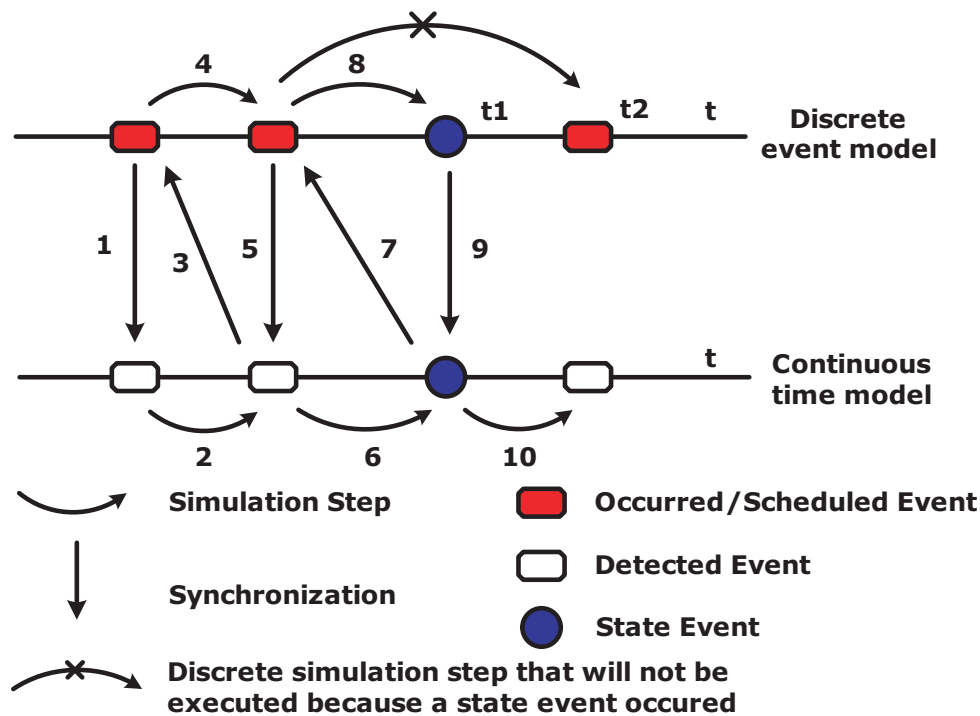 4
8
t1
t2
t
Discrete
event model
1
3
5
7
9
t
Continuous
time model
2
6
10
Simulation Step
Occurred/Scheduled Event
Detected Event
Synchronization
State Event
Discrete simulation step that will not be
executed because a state event occured